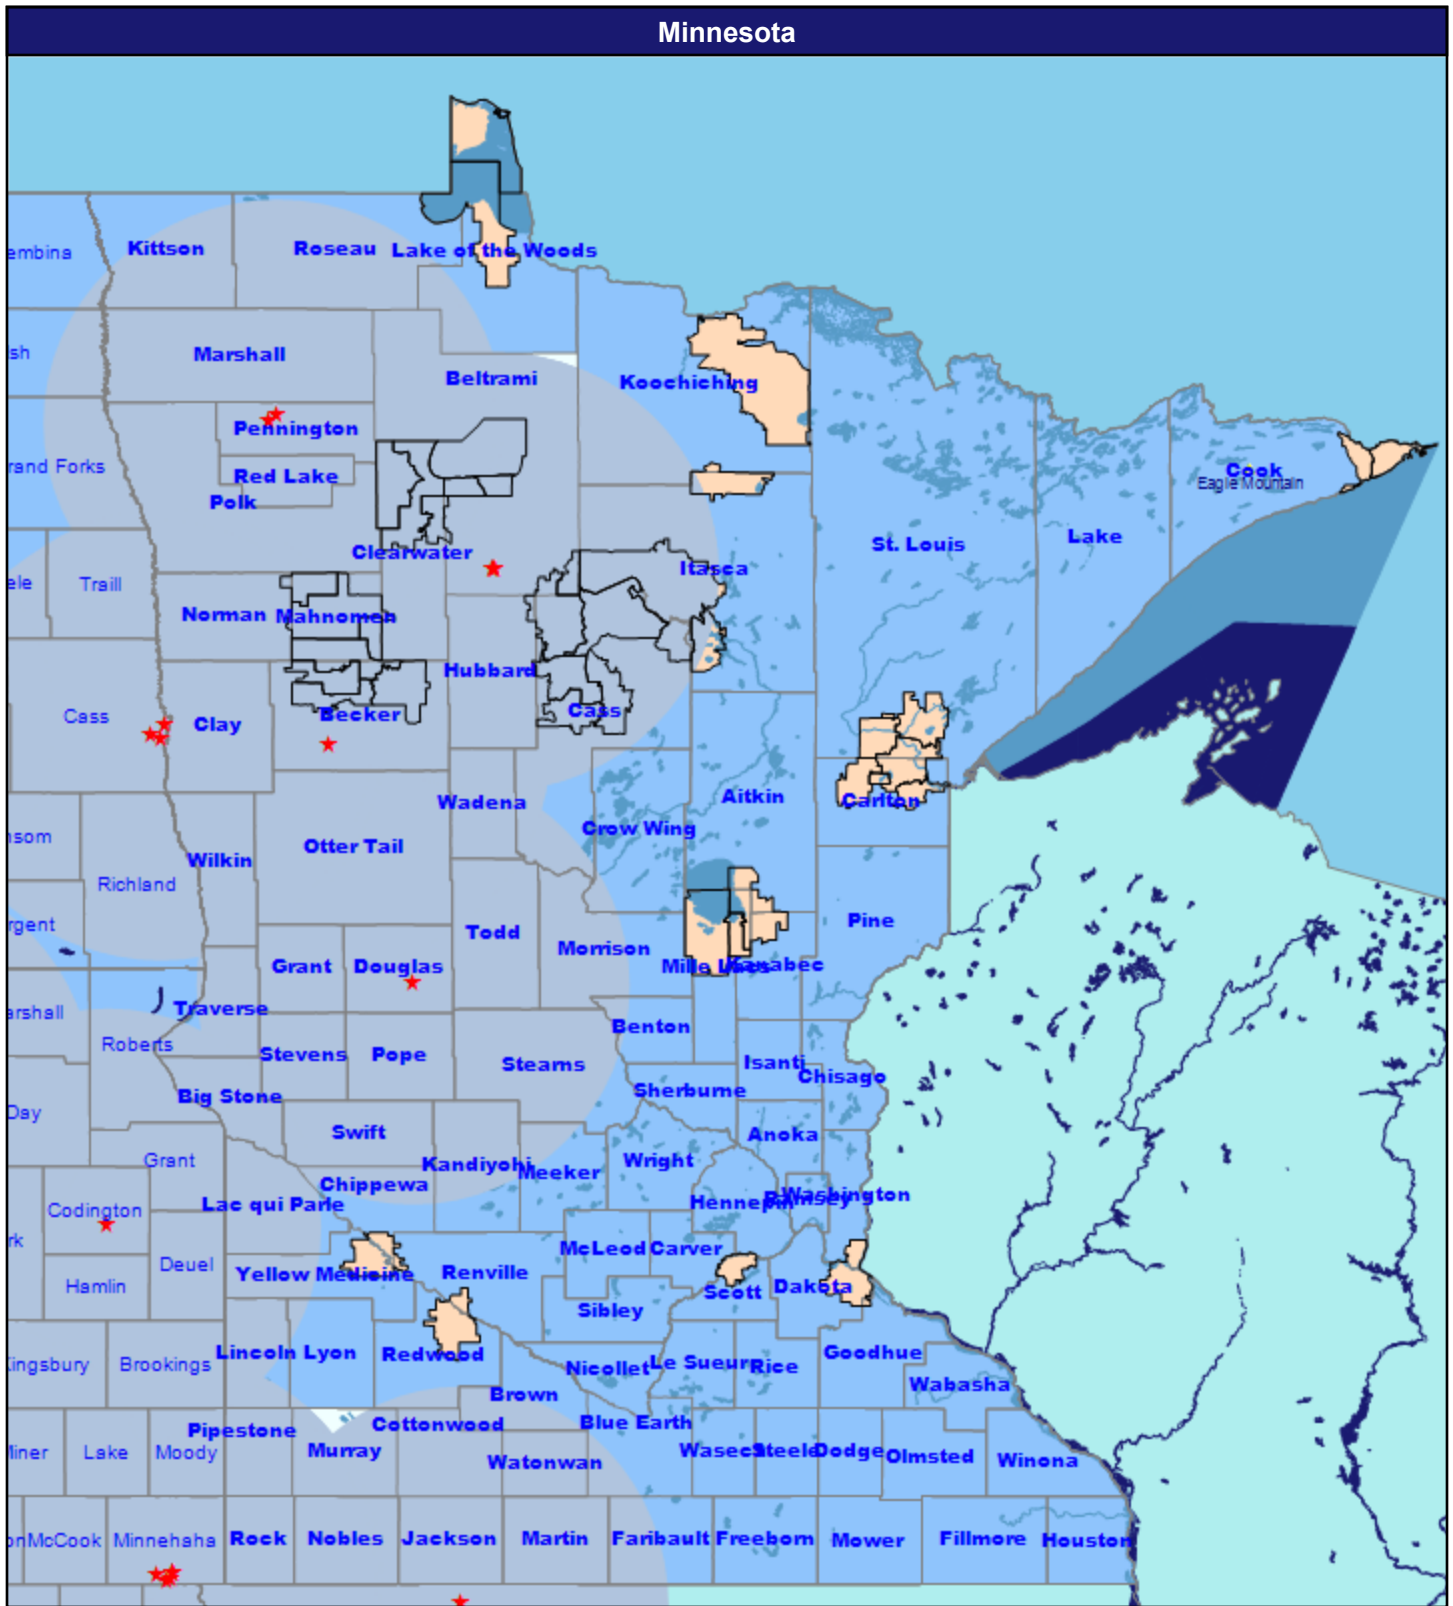 Minnesota
Kittson
Roseau
Lake of the Woods
embina
sh
Marshall
Beltrami
Koochiching
Pennington
rand Forks
Red Lake
Polk
Cook
Eagle Mountain
Clearwater
St. Louis
Lake
Itasca
ele
Traill
Norman
Mahnomen
Hubbard
Cass
Clay
Becker
Cass
Wadena
Aitkin
Carlton
Crow Wing
nsom
Wilkin
Otter Tail
Richland
rgent
Todd
Morrison
Pine
Grant
Douglas
Mille Lacs
Kanabec
arshall
Traverse
Roberts
Stevens
Pope
Benton
Stearns
Isanti
Chisago
Big Stone
Sherburne
Day
Swift
Anoka
Grant
Kandiyohi
Meeker
Wright
Chippewa
Codington
Lac qui Parle
Hennepin
Ramsey
Washington
rk
McLeod
Carver
Deuel
Hamlin
Yellow Medicine
Renville
Scott
Dakota
Sibley
Kingsbury
Brookings
Lincoln
Lyon
Redwood
Nicollet
Le Sueur
Rice
Goodhue
Wabasha
Brown
Pipestone
Cottonwood
Blue Earth
Miner
Lake
Moody
Murray
Watonwan
Waseca
Steele
Dodge
Olmsted
Winona
on
McCook
Minnehaha
Rock
Nobles
Jackson
Martin
Faribault
Freeborn
Mower
Fillmore
Houston